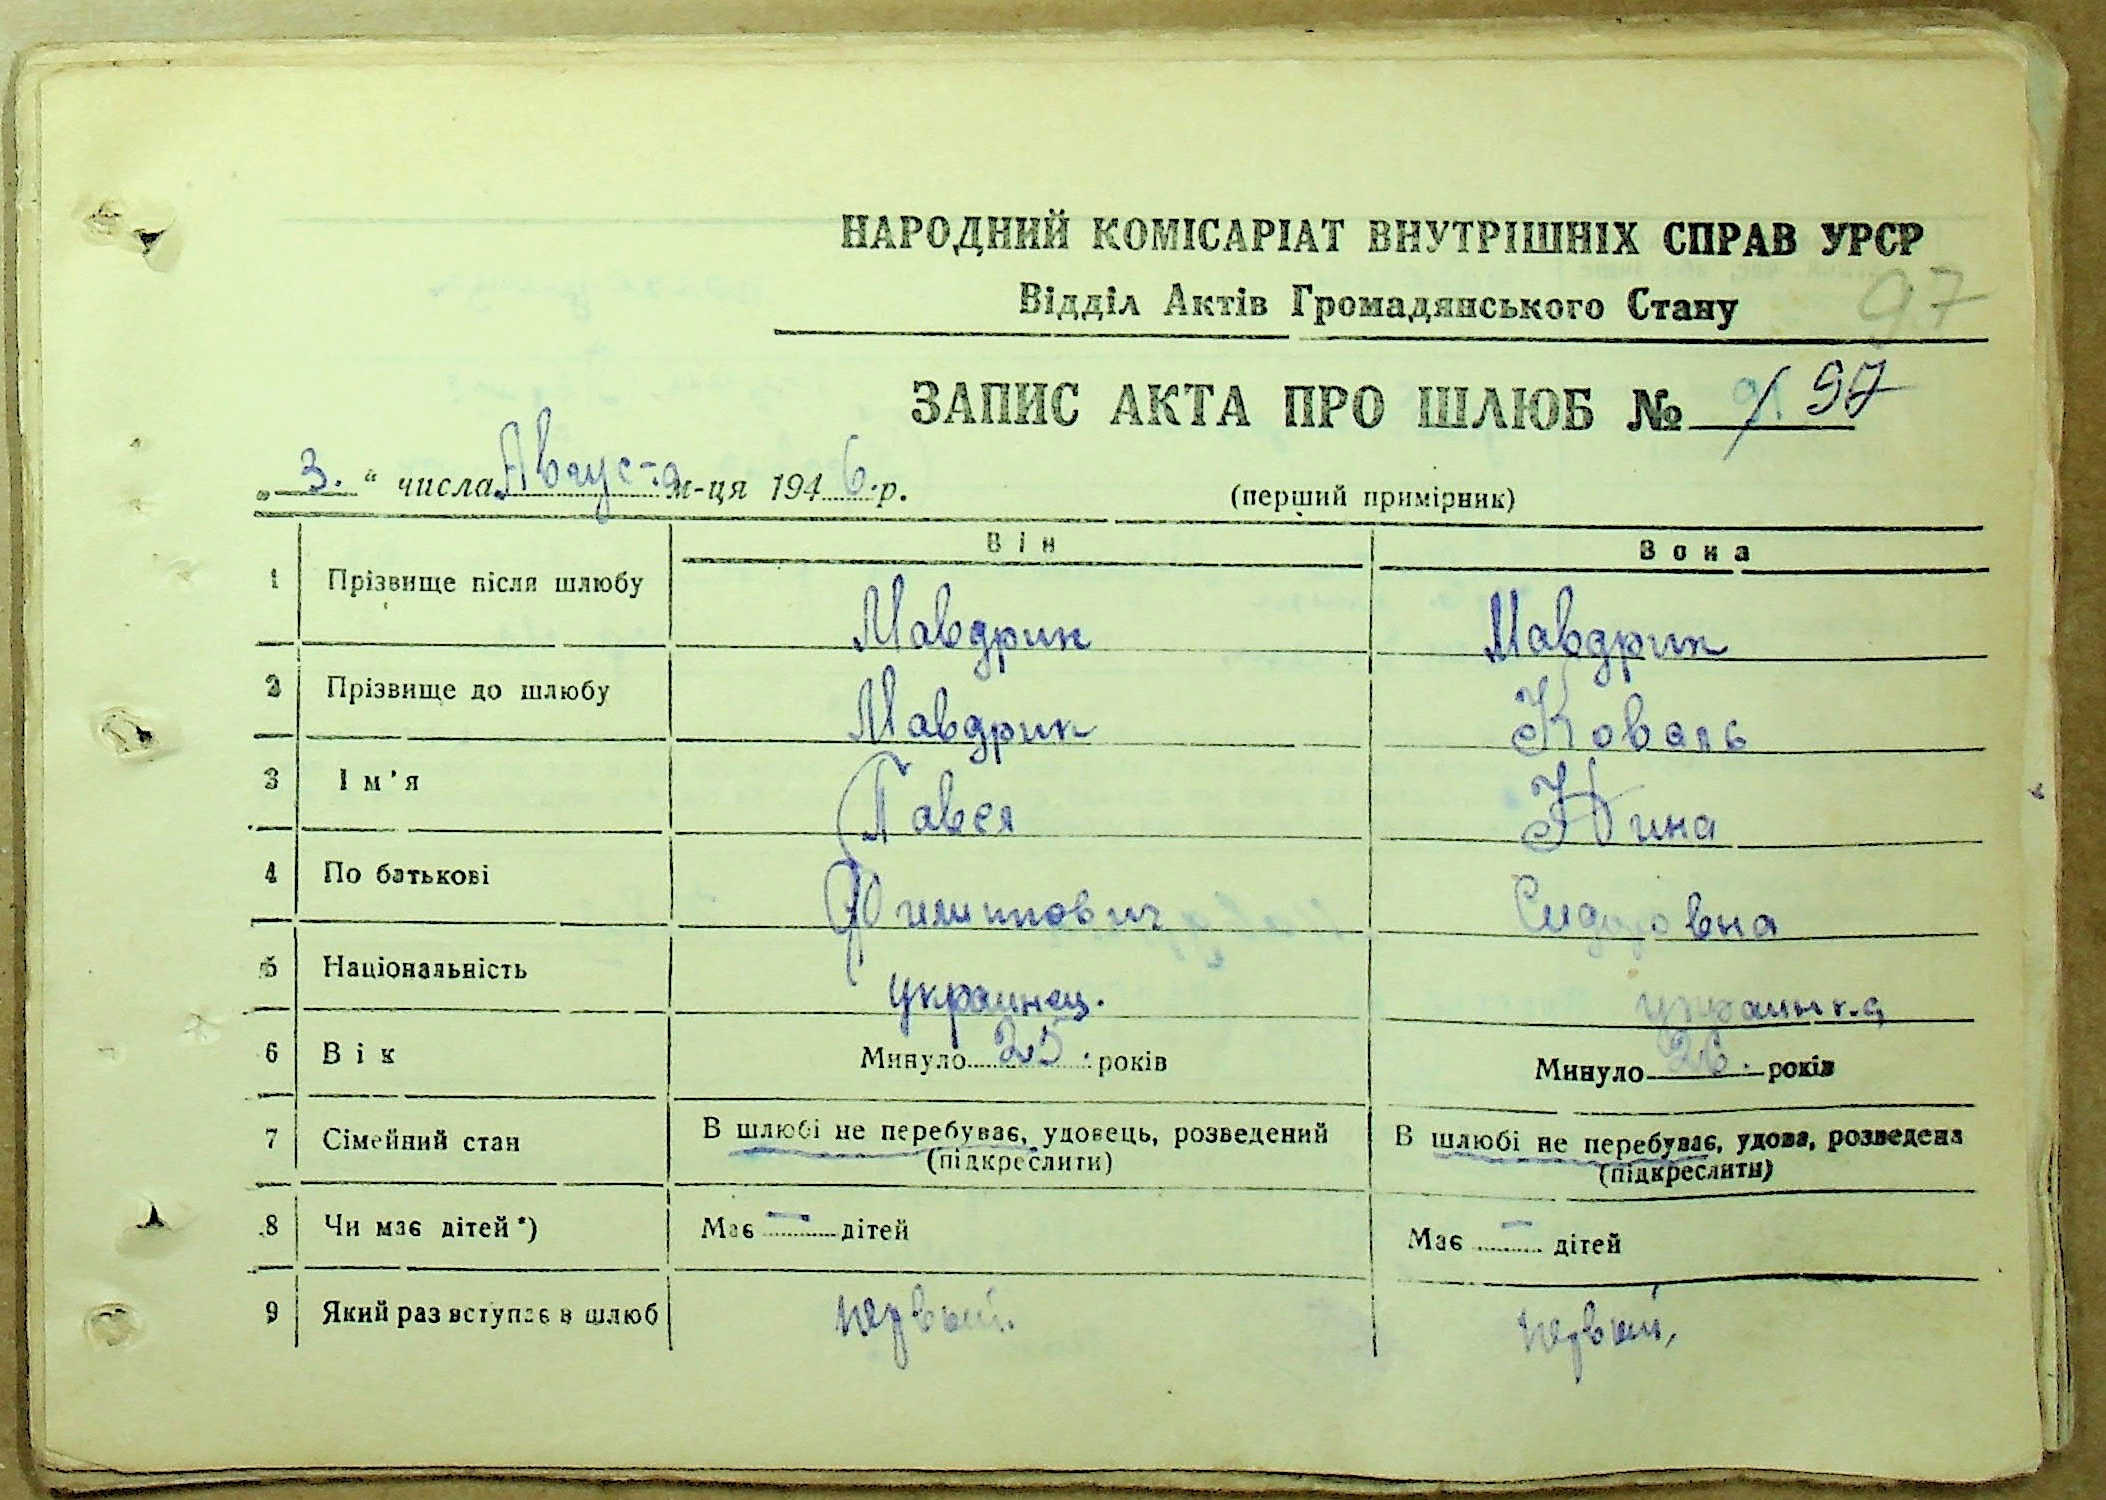 НАРОДНИЙ КОМІСАРІАТ ВНУТРІШНІХ СПРАВ УРСР
Відділ Актів Громадянського Стану
97
ЗАПИС АКТА ПРО ШЛЮБ № 97
„3.“ числа Августа м-ця 1946 р. (перший примірник)
Він Вона
1 Прізвище після шлюбу Мавдрик Мавдрик
2 Прізвище до шлюбу Мавдрик Коваль
3 Ім'я Павел Нина
4 По батькові Филиппович Сидоровна
5 Національність украинец. украинка
6 Вік Минуло 25. років Минуло 26. років
7 Сімейний стан В шлюбі не перебуває, удовець, розведений В шлюбі не перебуває, удова, розведена
(підкреслити) (підкреслити)
8 Чи має дітей *) Має — дітей Має — дітей
9 Який раз вступає в шлюб первый. первый,